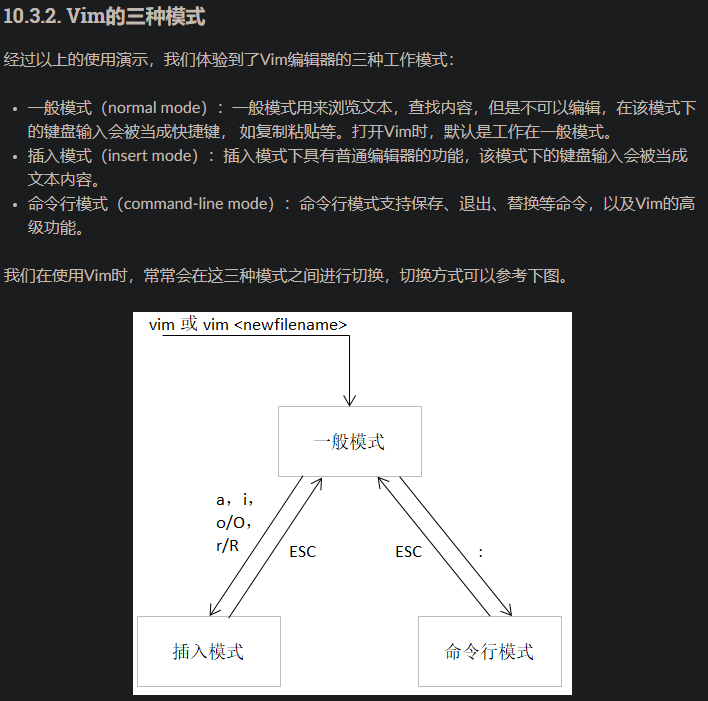 10.3.2. Vim的三种模式
经过以上的使用演示，我们体验到了Vim编辑器的三种工作模式：
一般模式（normal mode）：一般模式用来浏览文本，查找内容，但是不可以编辑，在该模式下
的键盘输入会被当成快捷键， 如复制粘贴等。打开Vim时，默认是工作在一般模式。
插入模式（insert mode）：插入模式下具有普通编辑器的功能，该模式下的键盘输入会被当成
文本内容。
命令行模式（command-line mode）：命令行模式支持保存、退出、替换等命令，以及Vim的高
级功能。
我们在使用Vim时，常常会在这三种模式之间进行切换，切换方式可以参考下图。
vim 或 vim <newfilename>
一般模式
a，i，
o/O，
r/R
ESC
ESC
：
插入模式
命令行模式